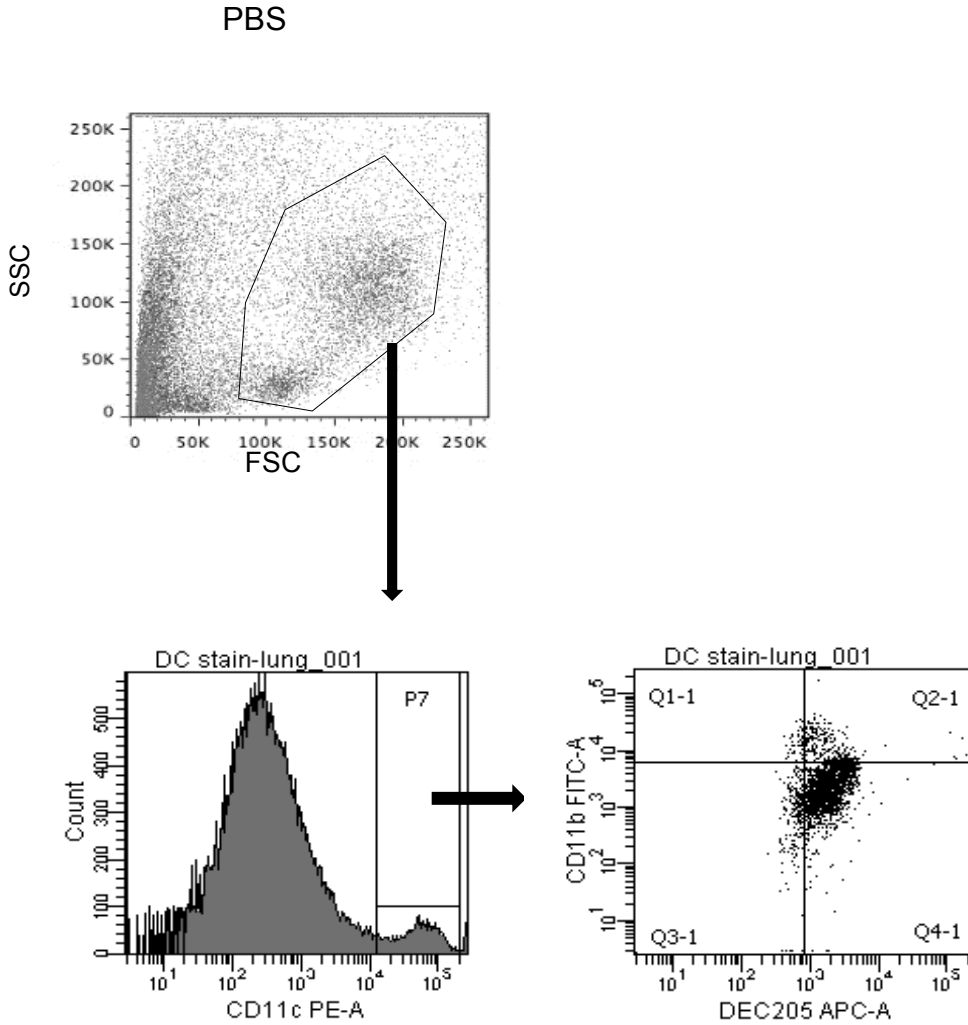 PBS
250K
200K
150K
100K
50K
0
SSC
0 50K 100K 150K 200K 250K
FSC
DC stain-lung_001
P7
500
400
300
200
100
0
Count
10¹ 10² 10³ 10⁴ 10⁵
CD11c PE-A
DC stain-lung_001
Q1-1 Q2-1
10⁵
10⁴
10³
10²
10¹
CD11b FITC-A
Q3-1 Q4-1
10¹ 10² 10³ 10⁴ 10⁵
DEC205 APC-A